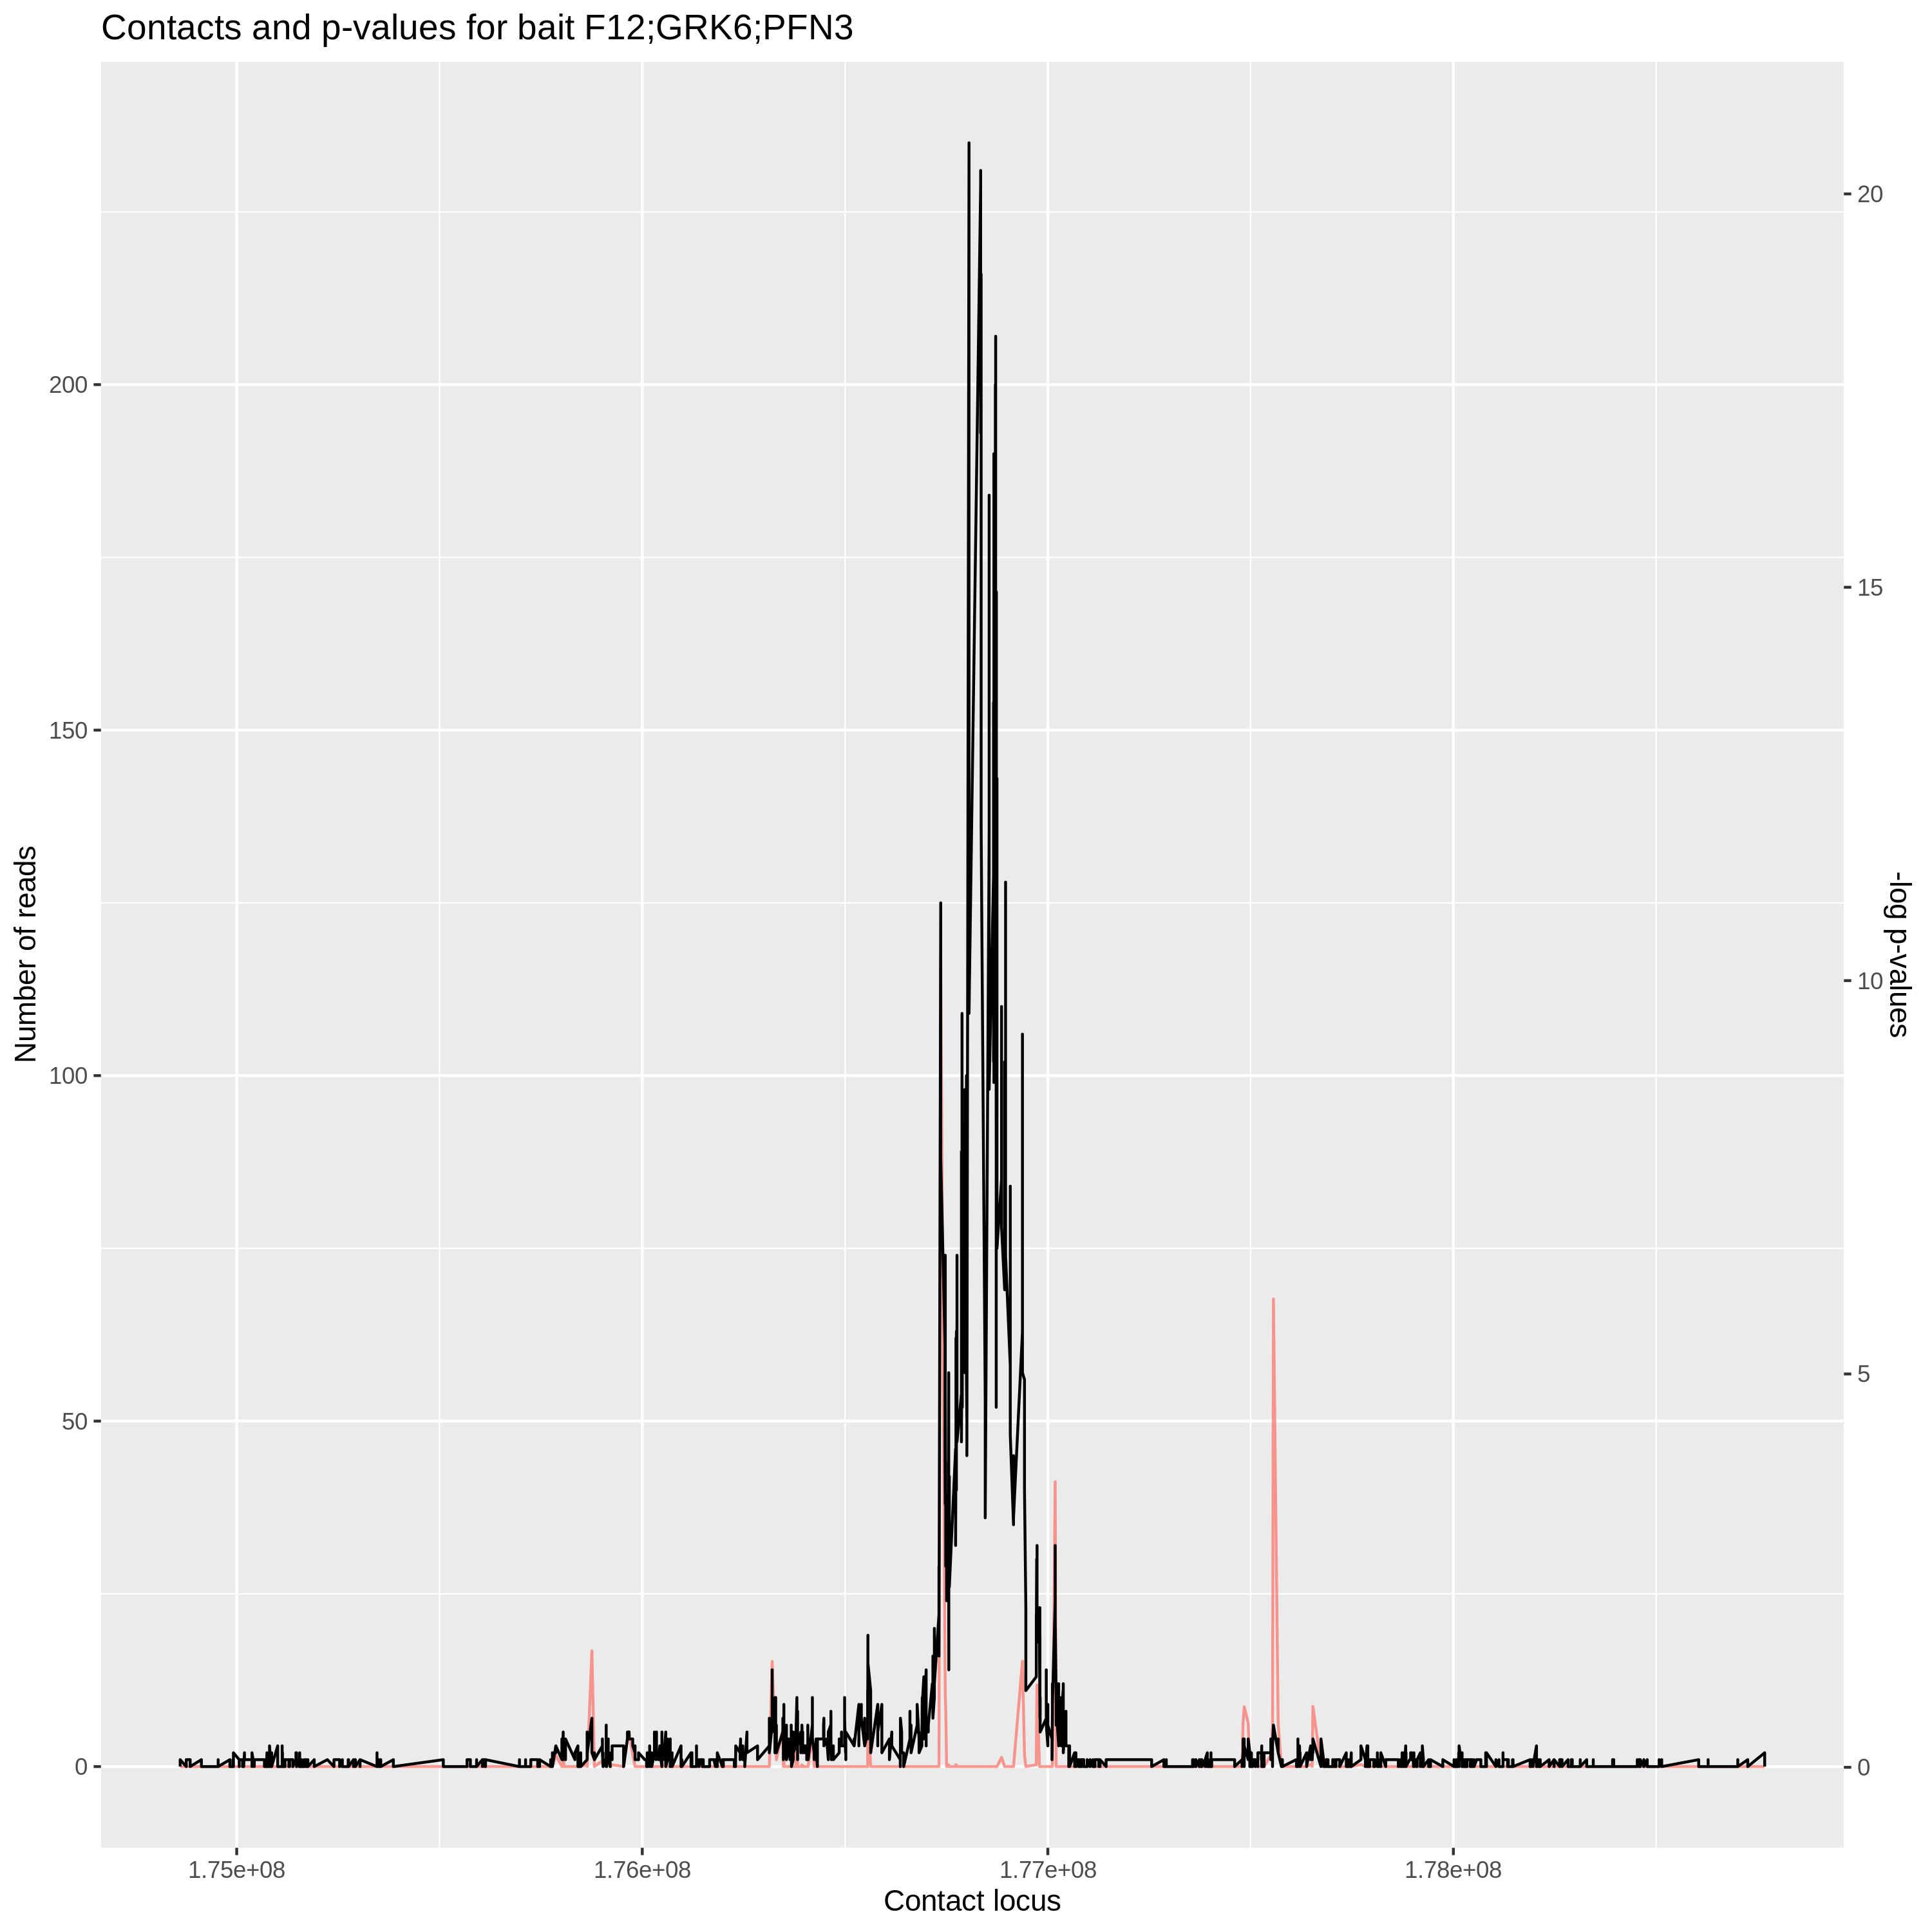 Contacts and p-values for bait F12;GRK6;PFN3
Number of reads
200
150
100
50
0
20
15
10
5
0
-log p-values
1.75e+08
1.76e+08
1.77e+08
1.78e+08
Contact locus